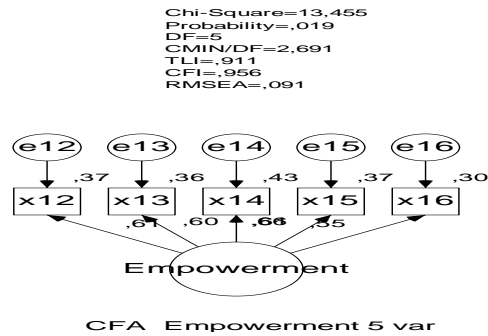 Chi-Square=13,455
Probability=,019
DF=5
CMIN/DF=2,691
TLI=,911
CFI=,956
RMSEA=,091
e12 e13 e14 e15 e16
,37 ,36 ,43 ,37 ,30
x12 x13 x14 x15 x16
,61 ,60 ,55
Empowerment
CFA Empowerment 5 var